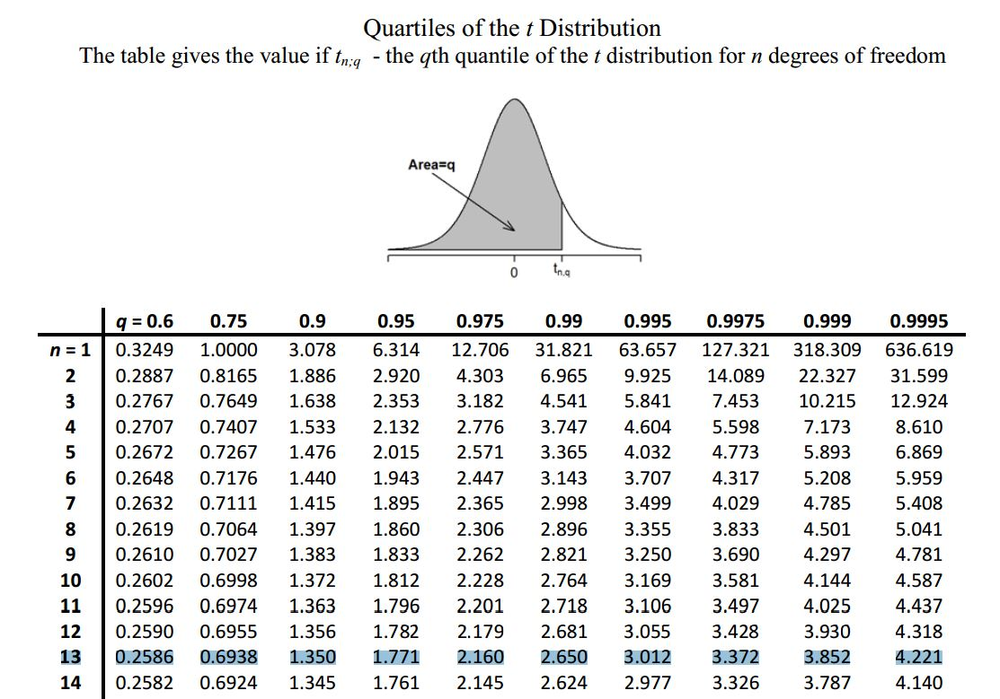 Quartiles of the t Distribution
The table gives the value if tn;q - the qth quantile of the t distribution for n degrees of freedom
Area=q
0 tn,q
q = 0.6 0.75 0.9 0.95 0.975 0.99 0.995 0.9975 0.999 0.9995
n = 1 0.3249 1.0000 3.078 6.314 12.706 31.821 63.657 127.321 318.309 636.619
2 0.2887 0.8165 1.886 2.920 4.303 6.965 9.925 14.089 22.327 31.599
3 0.2767 0.7649 1.638 2.353 3.182 4.541 5.841 7.453 10.215 12.924
4 0.2707 0.7407 1.533 2.132 2.776 3.747 4.604 5.598 7.173 8.610
5 0.2672 0.7267 1.476 2.015 2.571 3.365 4.032 4.773 5.893 6.869
6 0.2648 0.7176 1.440 1.943 2.447 3.143 3.707 4.317 5.208 5.959
7 0.2632 0.7111 1.415 1.895 2.365 2.998 3.499 4.029 4.785 5.408
8 0.2619 0.7064 1.397 1.860 2.306 2.896 3.355 3.833 4.501 5.041
9 0.2610 0.7027 1.383 1.833 2.262 2.821 3.250 3.690 4.297 4.781
10 0.2602 0.6998 1.372 1.812 2.228 2.764 3.169 3.581 4.144 4.587
11 0.2596 0.6974 1.363 1.796 2.201 2.718 3.106 3.497 4.025 4.437
12 0.2590 0.6955 1.356 1.782 2.179 2.681 3.055 3.428 3.930 4.318
13 0.2586 0.6938 1.350 1.771 2.160 2.650 3.012 3.372 3.852 4.221
14 0.2582 0.6924 1.345 1.761 2.145 2.624 2.977 3.326 3.787 4.140